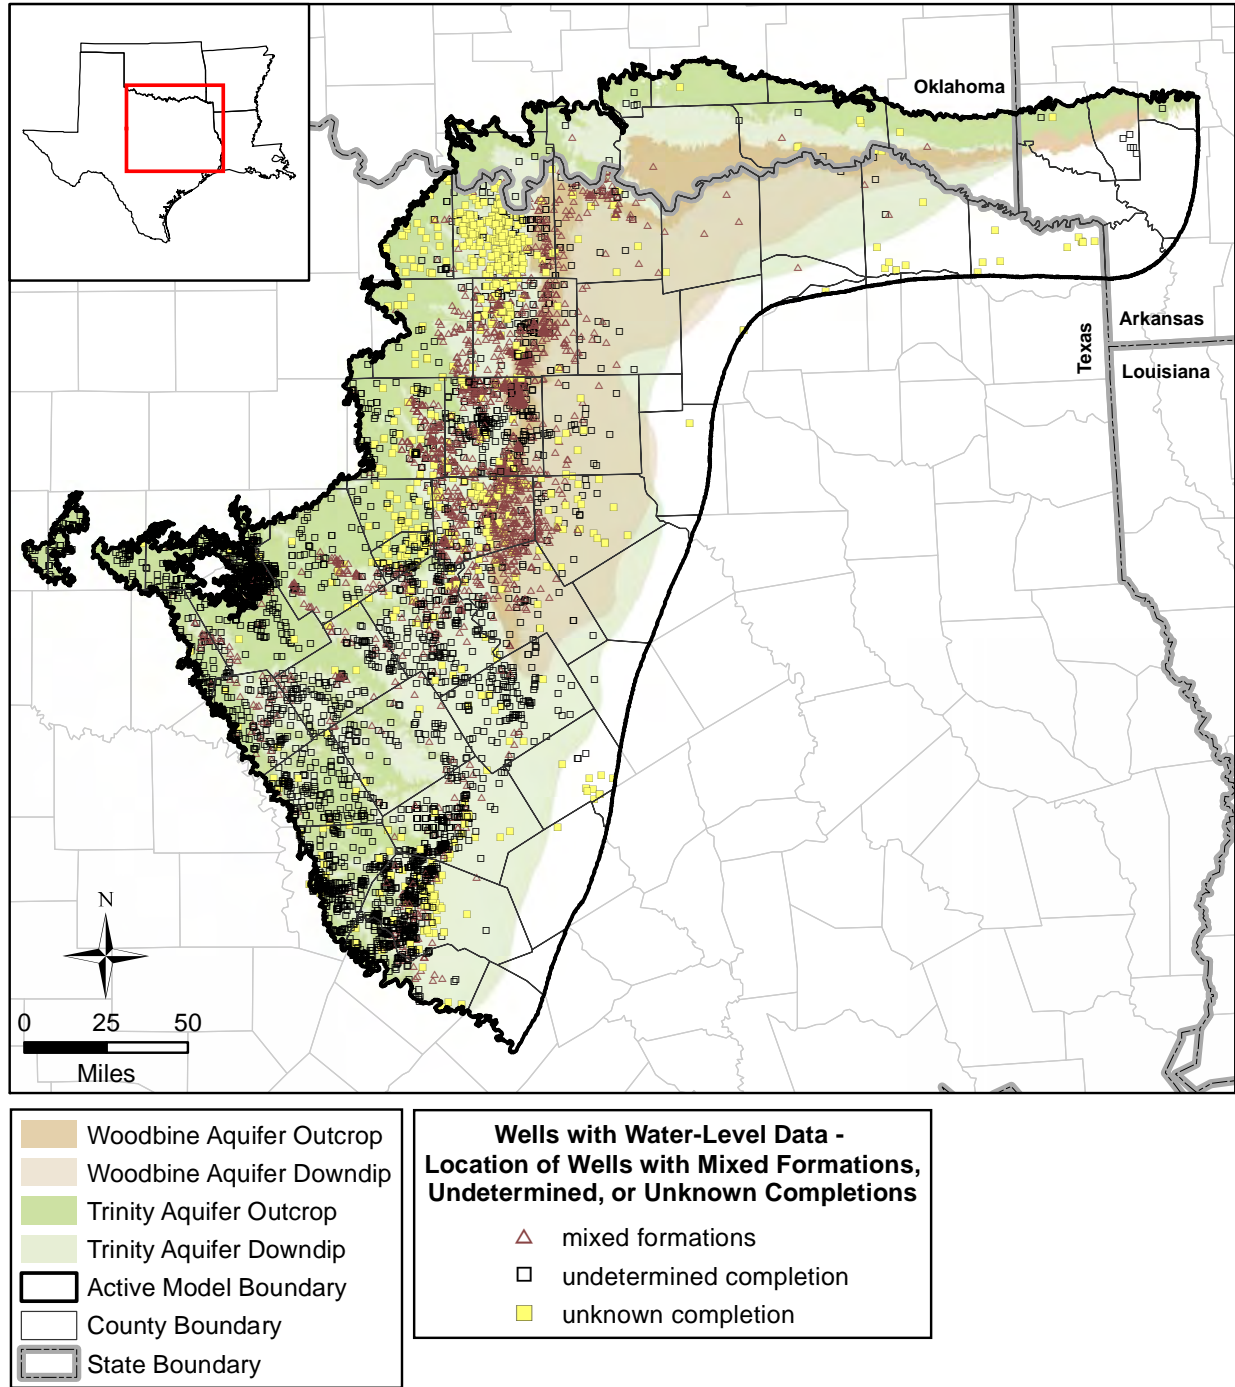 Oklahoma
Texas
Arkansas
Louisiana
N
0 25 50
Miles
Woodbine Aquifer Outcrop
Woodbine Aquifer Downdip
Trinity Aquifer Outcrop
Trinity Aquifer Downdip
Active Model Boundary
County Boundary
State Boundary
Wells with Water-Level Data -
Location of Wells with Mixed Formations,
Undetermined, or Unknown Completions
mixed formations
undetermined completion
unknown completion